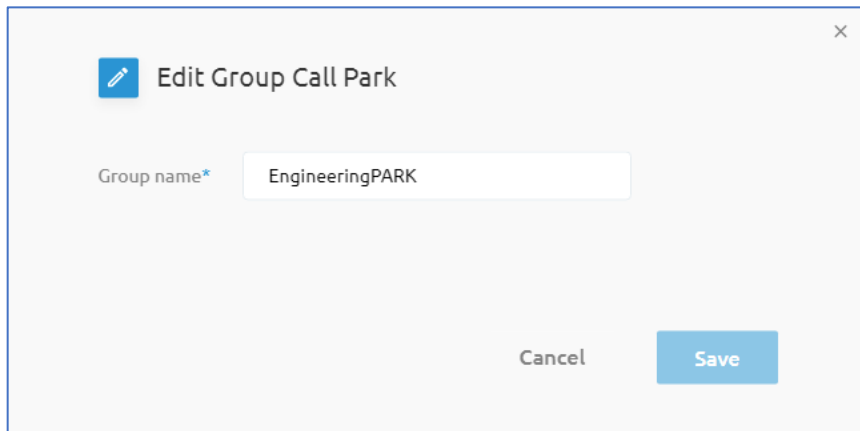 Edit Group Call Park
Group name* EngineeringPARK
Cancel Save